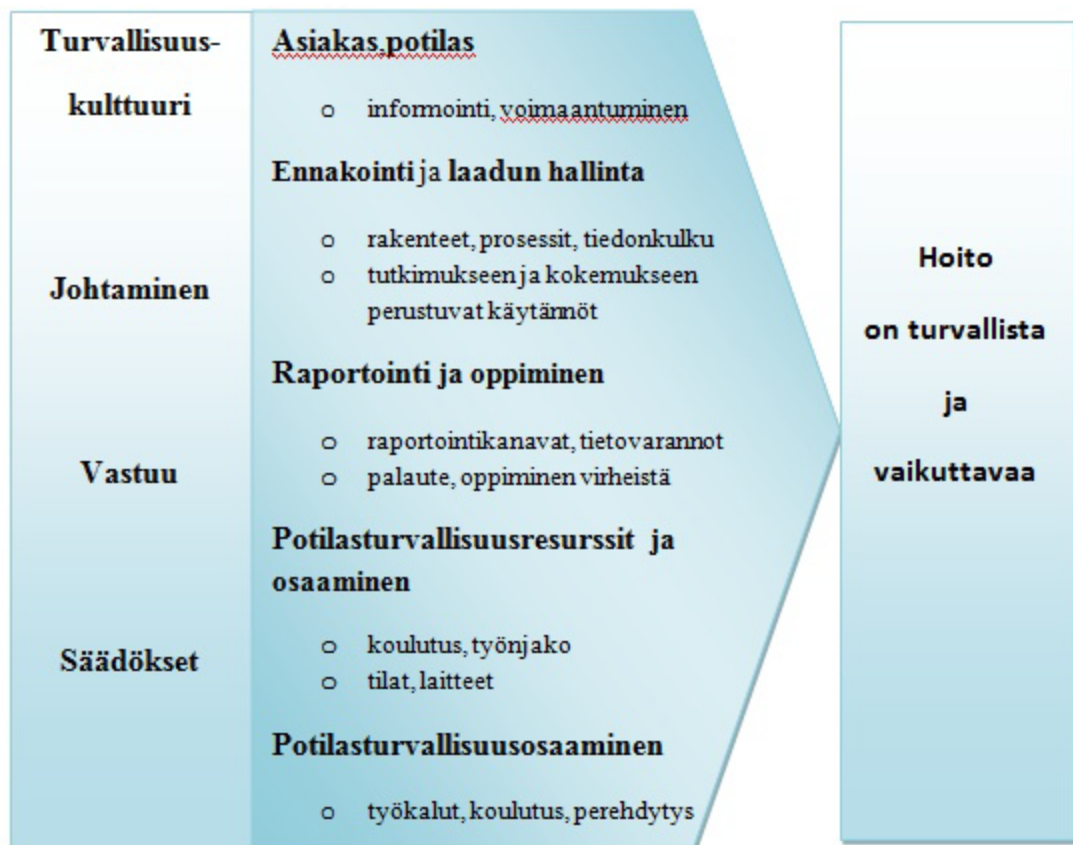 Turvallisuus-
kulttuuri
Johtaminen
Vastuu
Säädökset
Asiakas,potilas
o informointi, voimaantuminen
Ennakointi ja laadun hallinta
o rakenteet, prosessit, tiedonkulku
o tutkimukseen ja kokemukseen
perustuvat käytännöt
Raportointi ja oppiminen
o raportointikanavat, tietovarannot
o palaute, oppiminen virheistä
Potilasturvallisuusresurssit ja
osaaminen
o koulutus, työnjako
o tilat, laitteet
Potilasturvallisuusosaaminen
o työkalut, koulutus, perehdytys
Hoito
on turvallista
ja
vaikuttavaa